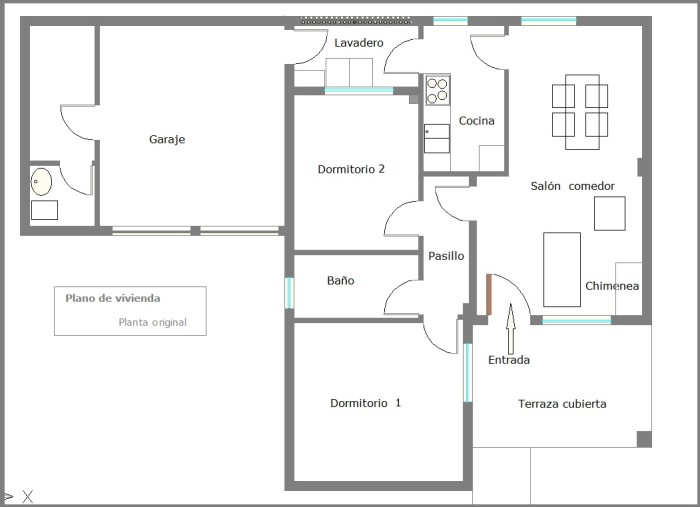 Lavadero
Cocina
Garaje
Dormitorio 2
Salón comedor
Pasillo
Baño
Chimenea
Plano de vivienda
Planta original
Entrada
Dormitorio 1
Terraza cubierta
X